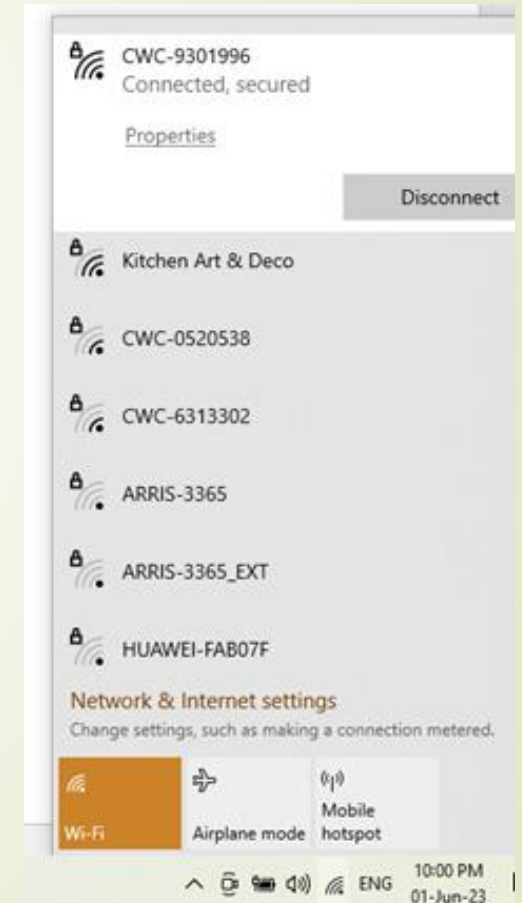 CWC-9301996
Connected, secured
Properties
Disconnect
Kitchen Art & Deco
CWC-0520538
CWC-6313302
ARRIS-3365
ARRIS-3365_EXT
HUAWEI-FAB07F
Network & Internet settings
Change settings, such as making a connection metered.
Wi-Fi
Airplane mode
Mobile
hotspot
ENG
10:00 PM
01-Jun-23